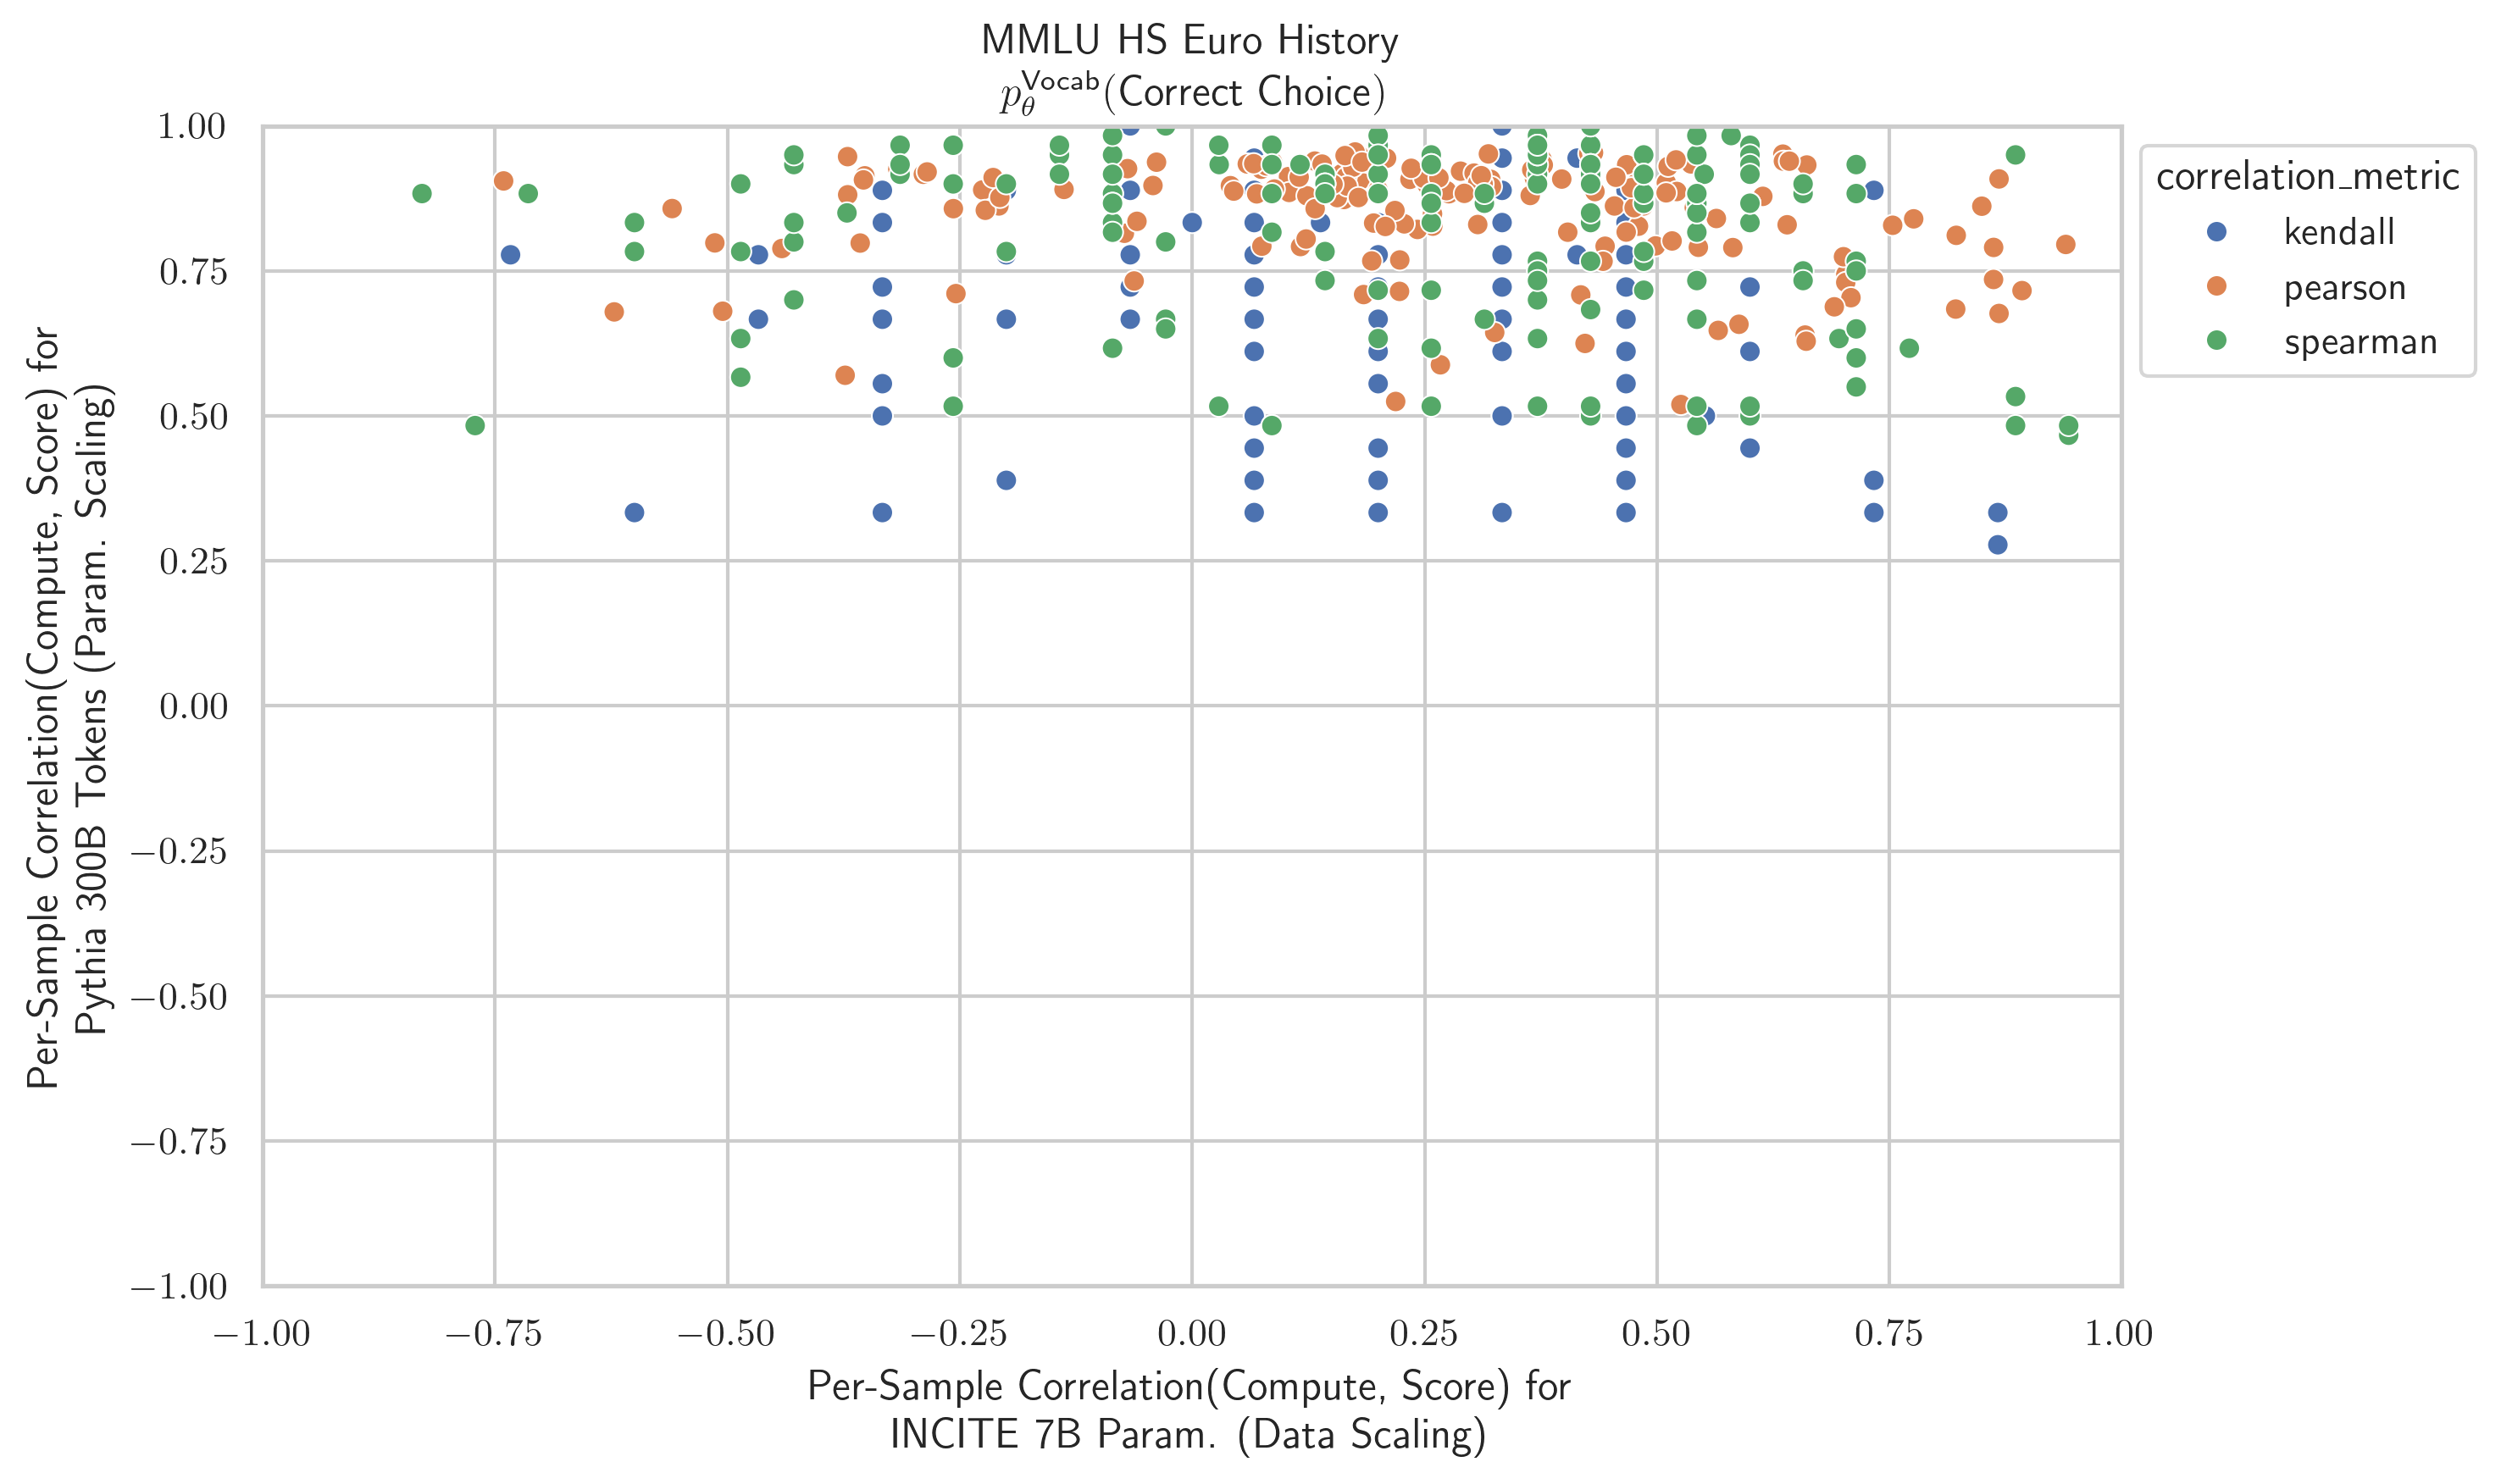 MMLU HS Euro History
p_θ^Vocab(Correct Choice)
Per-Sample Correlation(Compute, Score) for
Pythia 300B Tokens (Param. Scaling)
1.00
0.75
0.50
0.25
0.00
−0.25
−0.50
−0.75
−1.00
−1.00 −0.75 −0.50 −0.25 0.00 0.25 0.50 0.75 1.00
Per-Sample Correlation(Compute, Score) for
INCITE 7B Param. (Data Scaling)
correlation_metric
kendall
pearson
spearman